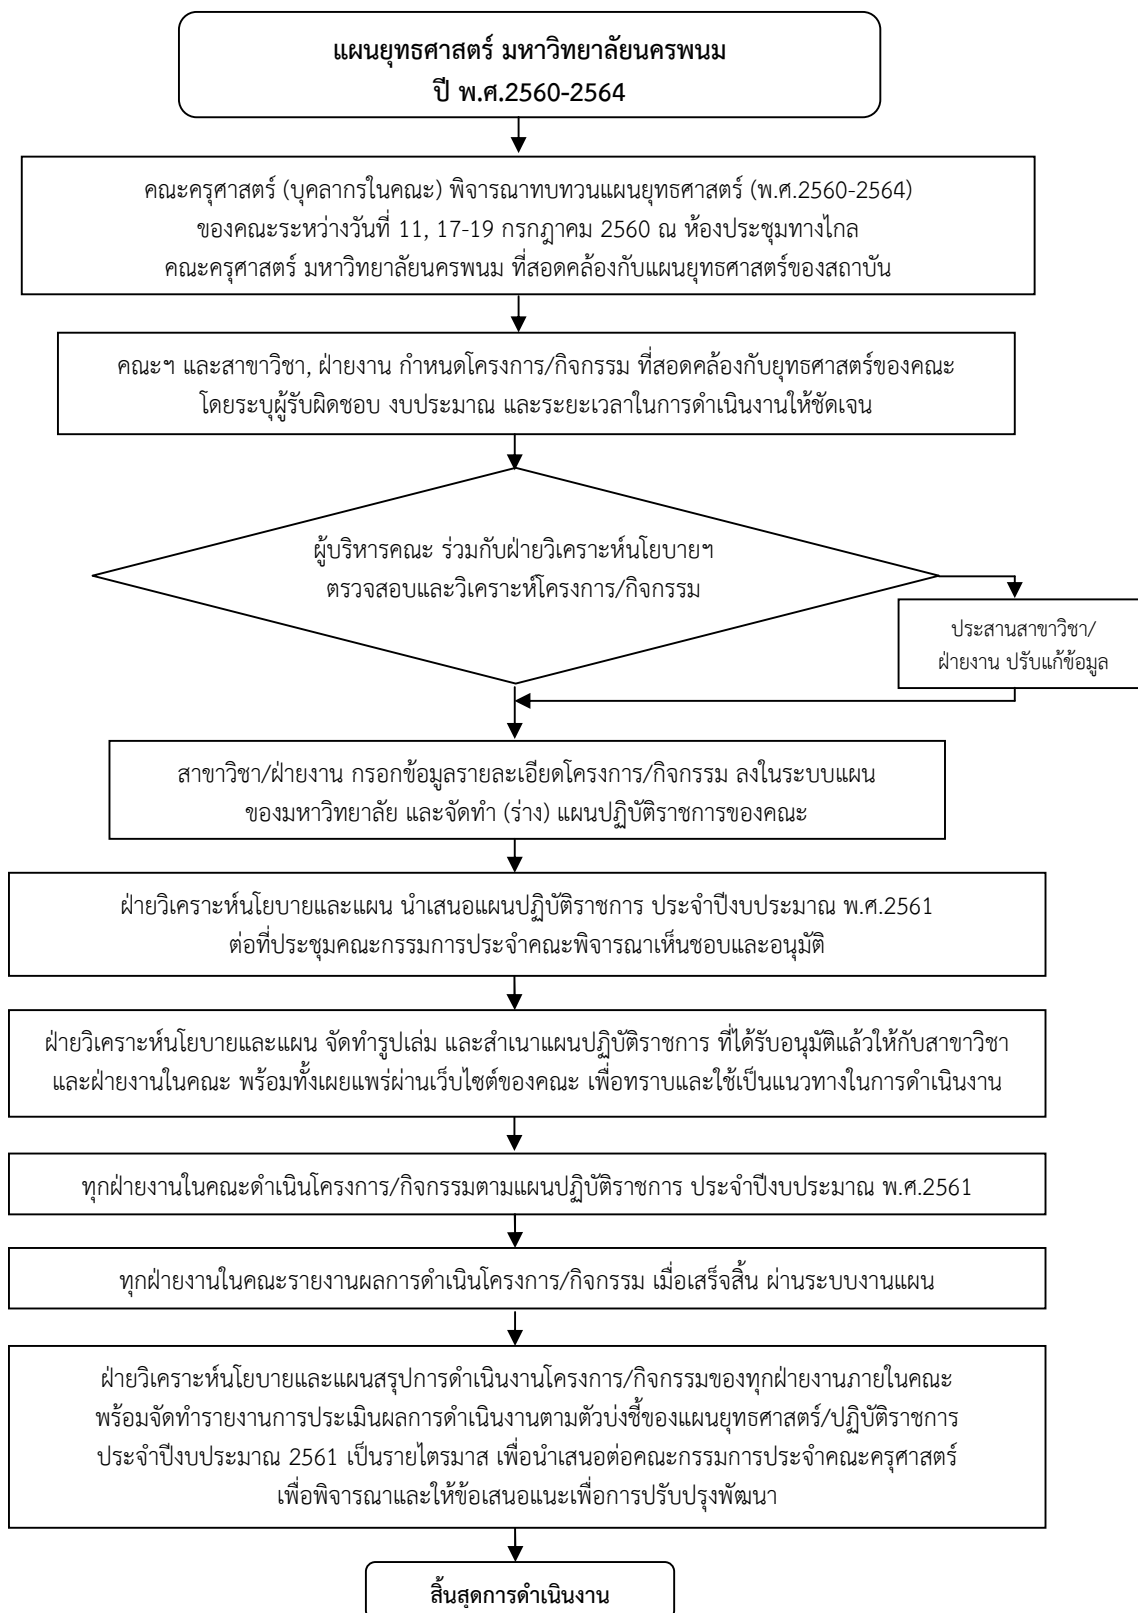 แผนยุทธศาสตร์ มหาวิทยาลัยนครพนม
ปี พ.ศ.2560-2564
คณะครุศาสตร์ (บุคลากรในคณะ) พิจารณาทบทวนแผนยุทธศาสตร์ (พ.ศ.2560-2564)
ของคณะระหว่างวันที่ 11, 17-19 กรกฎาคม 2560 ณ ห้องประชุมทางไกล
คณะครุศาสตร์ มหาวิทยาลัยนครพนม ที่สอดคล้องกับแผนยุทธศาสตร์ของสถาบัน
คณะฯ และสาขาวิชา, ฝ่ายงาน กำหนดโครงการ/กิจกรรม ที่สอดคล้องกับยุทธศาสตร์ของคณะ
โดยระบุผู้รับผิดชอบ งบประมาณ และระยะเวลาในการดำเนินงานให้ชัดเจน
ผู้บริหารคณะ ร่วมกับฝ่ายวิเคราะห์นโยบายฯ
ตรวจสอบและวิเคราะห์โครงการ/กิจกรรม
ประสานสาขาวิชา/
ฝ่ายงาน ปรับแก้ข้อมูล
สาขาวิชา/ฝ่ายงาน กรอกข้อมูลรายละเอียดโครงการ/กิจกรรม ลงในระบบแผน
ของมหาวิทยาลัย และจัดทำ (ร่าง) แผนปฏิบัติราชการของคณะ
ฝ่ายวิเคราะห์นโยบายและแผน นำเสนอแผนปฏิบัติราชการ ประจำปีงบประมาณ พ.ศ.2561
ต่อที่ประชุมคณะกรรมการประจำคณะพิจารณาเห็นชอบและอนุมัติ
ฝ่ายวิเคราะห์นโยบายและแผน จัดทำรูปเล่ม และสำเนาแผนปฏิบัติราชการ ที่ได้รับอนุมัติแล้วให้กับสาขาวิชา
และฝ่ายงานในคณะ พร้อมทั้งเผยแพร่ผ่านเว็บไซต์ของคณะ เพื่อทราบและใช้เป็นแนวทางในการดำเนินงาน
ทุกฝ่ายงานในคณะดำเนินโครงการ/กิจกรรมตามแผนปฏิบัติราชการ ประจำปีงบประมาณ พ.ศ.2561
ทุกฝ่ายงานในคณะรายงานผลการดำเนินโครงการ/กิจกรรม เมื่อเสร็จสิ้น ผ่านระบบงานแผน
ฝ่ายวิเคราะห์นโยบายและแผนสรุปการดำเนินงานโครงการ/กิจกรรมของทุกฝ่ายงานภายในคณะ
พร้อมจัดทำรายงานการประเมินผลการดำเนินงานตามตัวบ่งชี้ของแผนยุทธศาสตร์/ปฏิบัติราชการ
ประจำปีงบประมาณ 2561 เป็นรายไตรมาส เพื่อนำเสนอต่อคณะกรรมการประจำคณะครุศาสตร์
เพื่อพิจารณาและให้ข้อเสนอแนะเพื่อการปรับปรุงพัฒนา
สิ้นสุดการดำเนินงาน